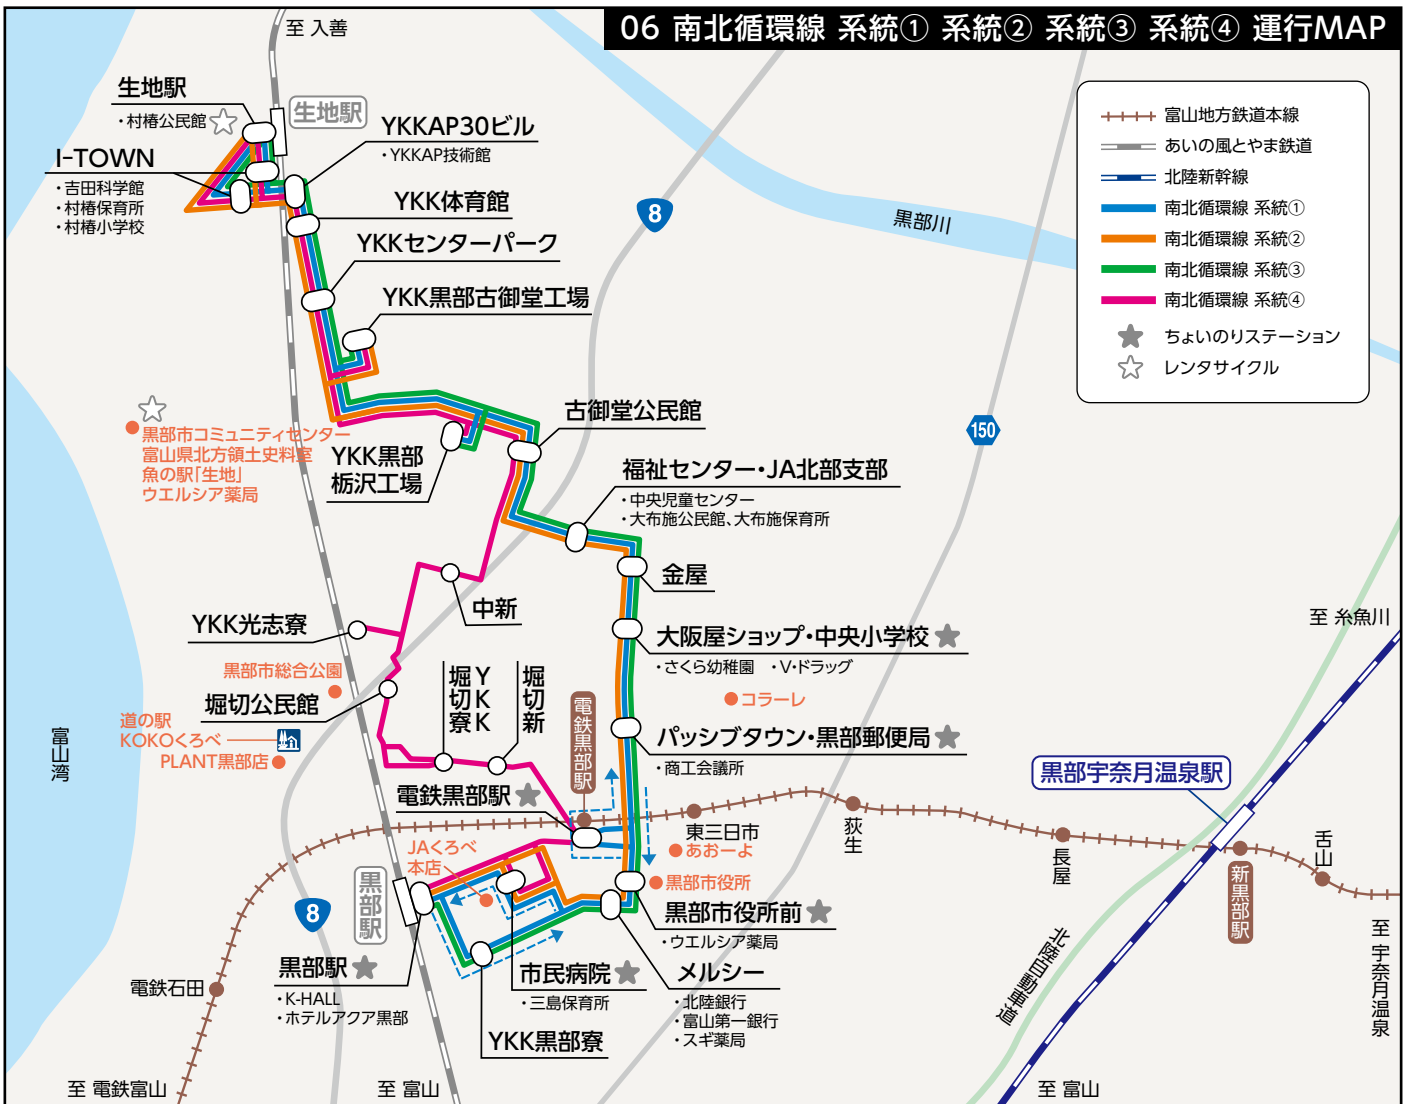 06 南北循環線 系統① 系統② 系統③ 系統④ 運行MAP
至 入善
生地駅
・村椿公民館
生地駅
YKKAP30ビル
・YKKAP技術館
I-TOWN
・吉田科学館
・村椿保育所
・村椿小学校
YKK体育館
YKKセンターパーク
YKK黒部古御堂工場
8
黒部川
富山地方鉄道本線
あいの風とやま鉄道
北陸新幹線
南北循環線 系統①
南北循環線 系統②
南北循環線 系統③
南北循環線 系統④
ちょいのりステーション
レンタサイクル
黒部市コミュニティセンター
富山県北方領土史料室
魚の駅「生地」
ウエルシア薬局
YKK黒部
栃沢工場
古御堂公民館
150
福祉センター・JA北部支部
・中央児童センター
・大布施公民館、大布施保育所
金屋
中新
YKK光志寮
大阪屋ショップ・中央小学校
・さくら幼稚園 ・V・ドラッグ
至 糸魚川
黒部市総合公園
堀切公民館
YKK
堀切寮
堀切新
電鉄黒部駅
コラーレ
道の駅
KOKOくろべ
PLANT黒部店
富山湾
パッシブタウン・黒部郵便局
・商工会議所
黒部宇奈月温泉駅
電鉄黒部駅
東三日市
あおーよ
荻生
長屋
舌山
新黒部駅
JAくろべ
本店
黒部駅
8
黒部市役所
黒部市役所前
・ウエルシア薬局
黒部駅
・K-HALL
・ホテルアクア黒部
市民病院
・三島保育所
メルシー
・北陸銀行
・富山第一銀行
・スギ薬局
YKK黒部寮
電鉄石田
北陸自動車道
至 宇奈月温泉
至 電鉄富山
至 富山
至 富山